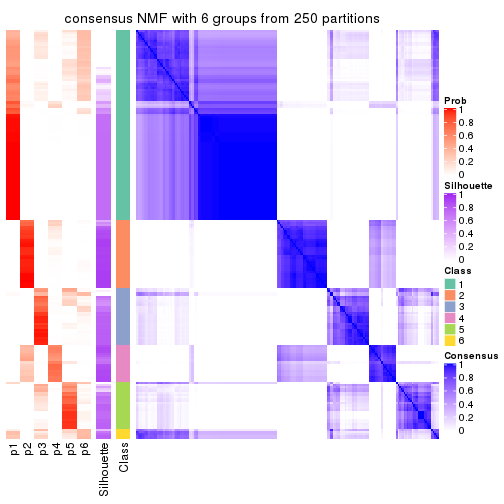 consensus NMF with 6 groups from 250 partitions
Prob
1
0.8
0.6
0.4
0.2
0
Silhouette
1
0.8
0.6
0.4
0.2
0
Class
1
2
3
4
5
6
Consensus
1
0.8
0.6
0.4
0.2
0
p1
p2
p3
p4
p5
p6
Silhouette
Class